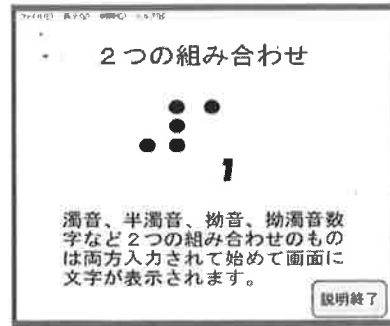 ２つの組み合わせ
1
濁音、半濁音、拗音、拗濁音数
字など２つの組み合わせのもの
は両方入力されて始めて画面に
文字が表示されます。
説明終了